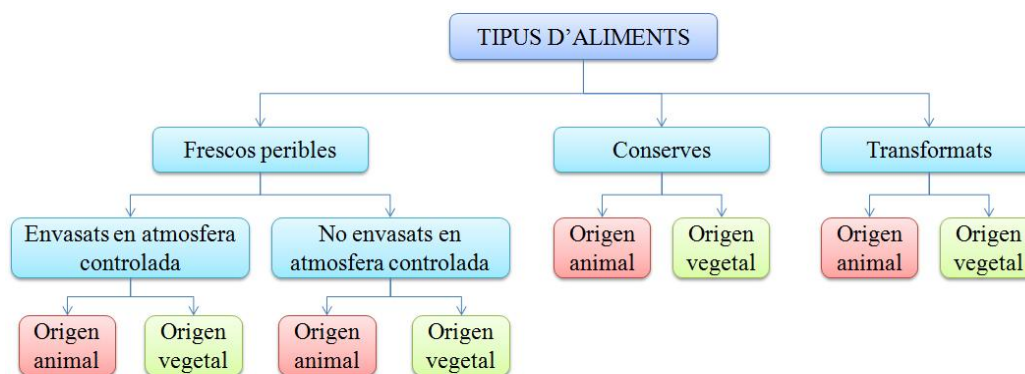 TIPUS D’ALIMENTS
Frescos peribles
Conserves
Transformats
Envasats en atmosfera
controlada
No envasats en
atmosfera controlada
Origen
animal
Origen
vegetal
Origen
animal
Origen
vegetal
Origen
animal
Origen
vegetal
Origen
animal
Origen
vegetal